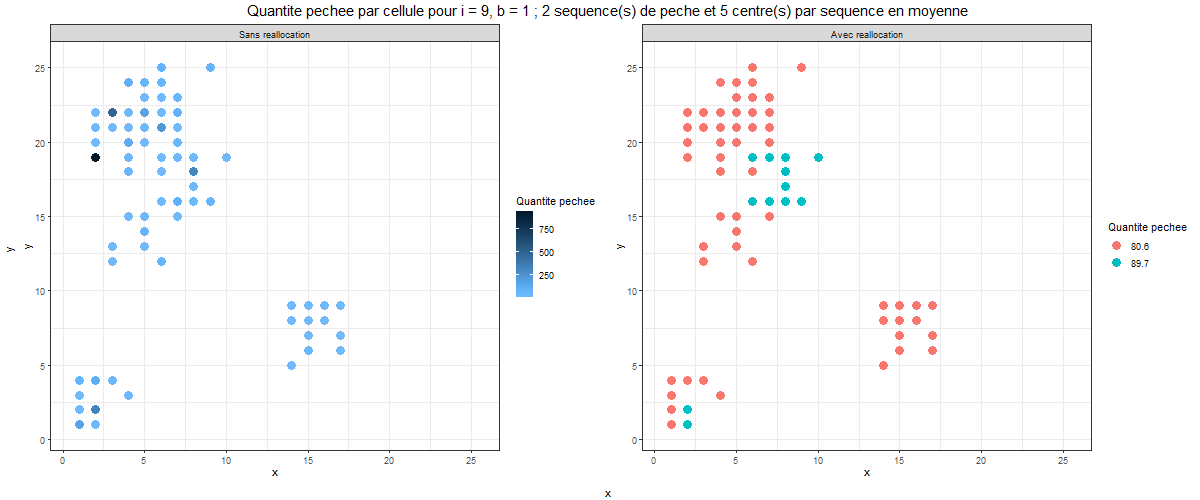 Quantite pechee par cellule pour i = 9, b = 1 ; 2 sequence(s) de peche et 5 centre(s) par sequence en moyenne
Sans reallocation
25
20
15
10
5
0
0 5 10 15 20 25
x
y
y
Quantite pechee
750
500
250
Avec reallocation
25
20
15
10
5
0
0 5 10 15 20 25
x
y
Quantite pechee
80.6
89.7
x